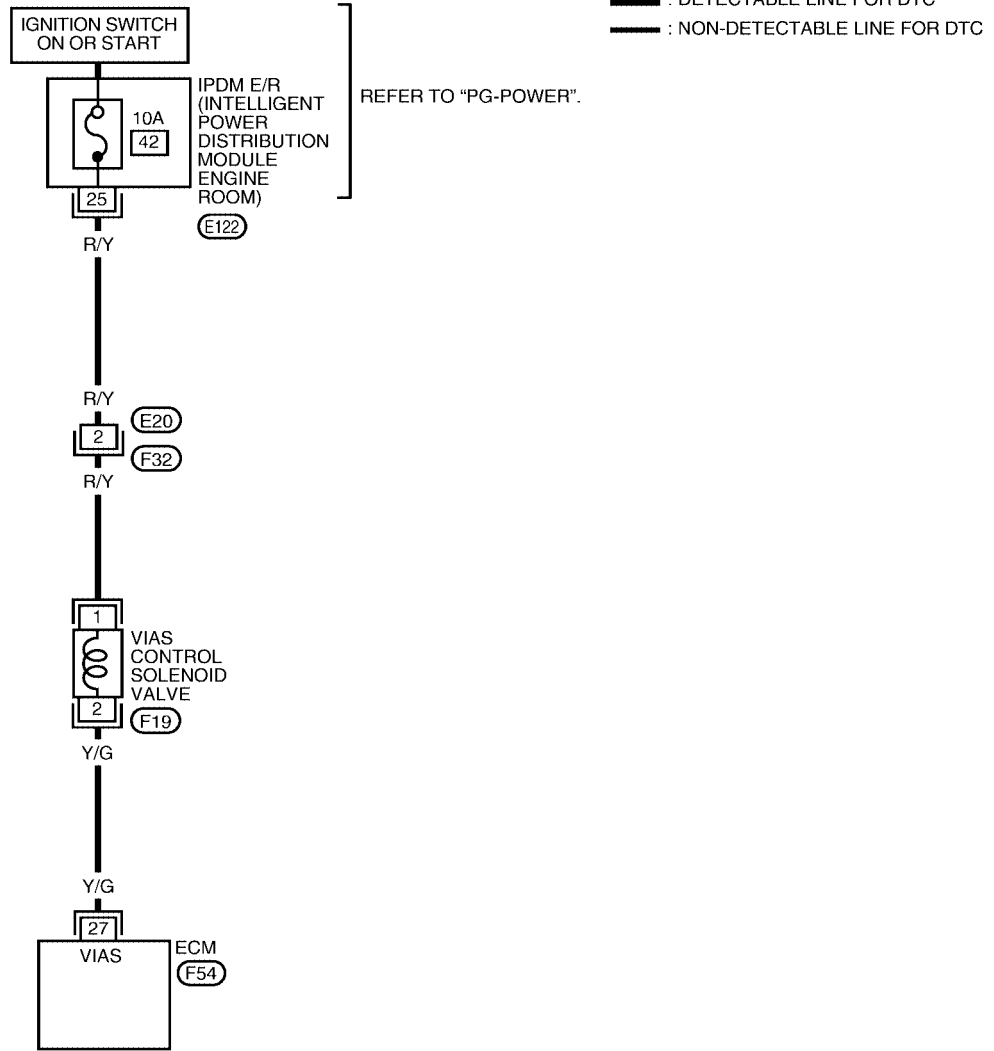 IGNITION SWITCH
ON OR START
: DETECTABLE LINE FOR DTC
: NON-DETECTABLE LINE FOR DTC
IPDM E/R
(INTELLIGENT
POWER
DISTRIBUTION
MODULE
ENGINE
ROOM)
REFER TO “PG-POWER”.
10A
42
25
E122
R/Y
R/Y
E20
2
F32
R/Y
1
VIAS
CONTROL
SOLENOID
VALVE
2
F19
Y/G
Y/G
27
VIAS
ECM
F54